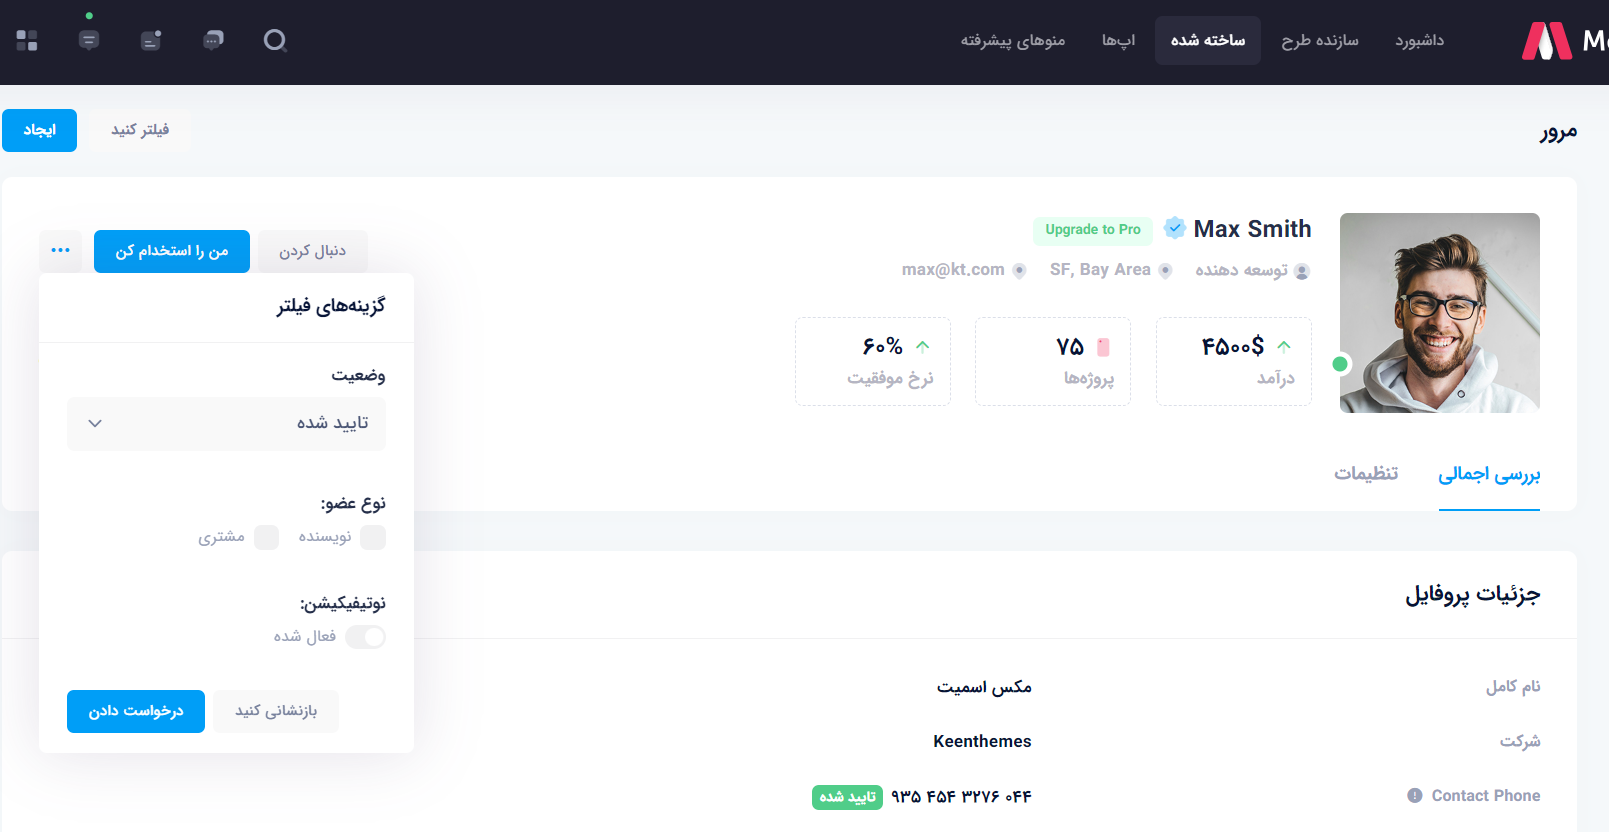 داشبورد
سازنده طرح
ساخته شده
اپ‌ها
منوهای پیشرفته
مرور
فیلتر کنید
ایجاد
Max Smith
Upgrade to Pro
توسعه دهنده
SF, Bay Area
max@kt.com
۴۵۰۰$
درآمد
۷۵
پروژه‌ها
۶۰%
نرخ موفقیت
دنبال کردن
من را استخدام کن
بررسی اجمالی
تنظیمات
گزینه‌های فیلتر
وضعیت
تایید شده
نوع عضو:
نویسنده
مشتری
نوتیفیکیشن:
فعال شده
بازنشانی کنید
درخواست دادن
جزئیات پروفایل
نام کامل
مکس اسمیت
شرکت
Keenthemes
Contact Phone
۰۴۴ ۳۲۷۶ ۴۵۴ ۹۳۵
تایید شده